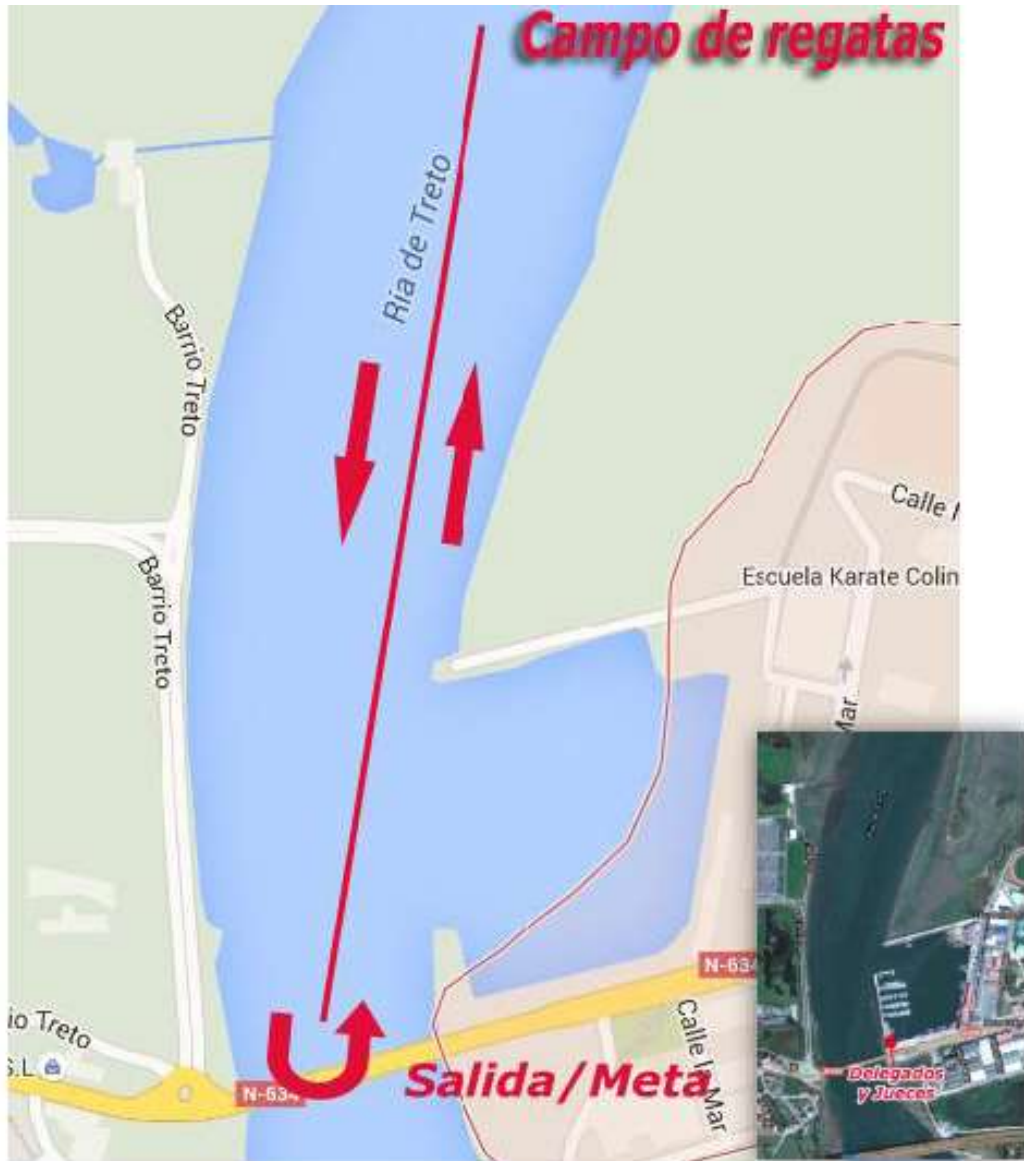 Campo de regatas
Ria de Treto
Barrio Treto
Barrio Treto
Calle
Escuela Karate Colin
Mar
N-634
io Treto
S.L.
N-634
Salida/Meta
Calle la Mar
Delegados
y Jueces